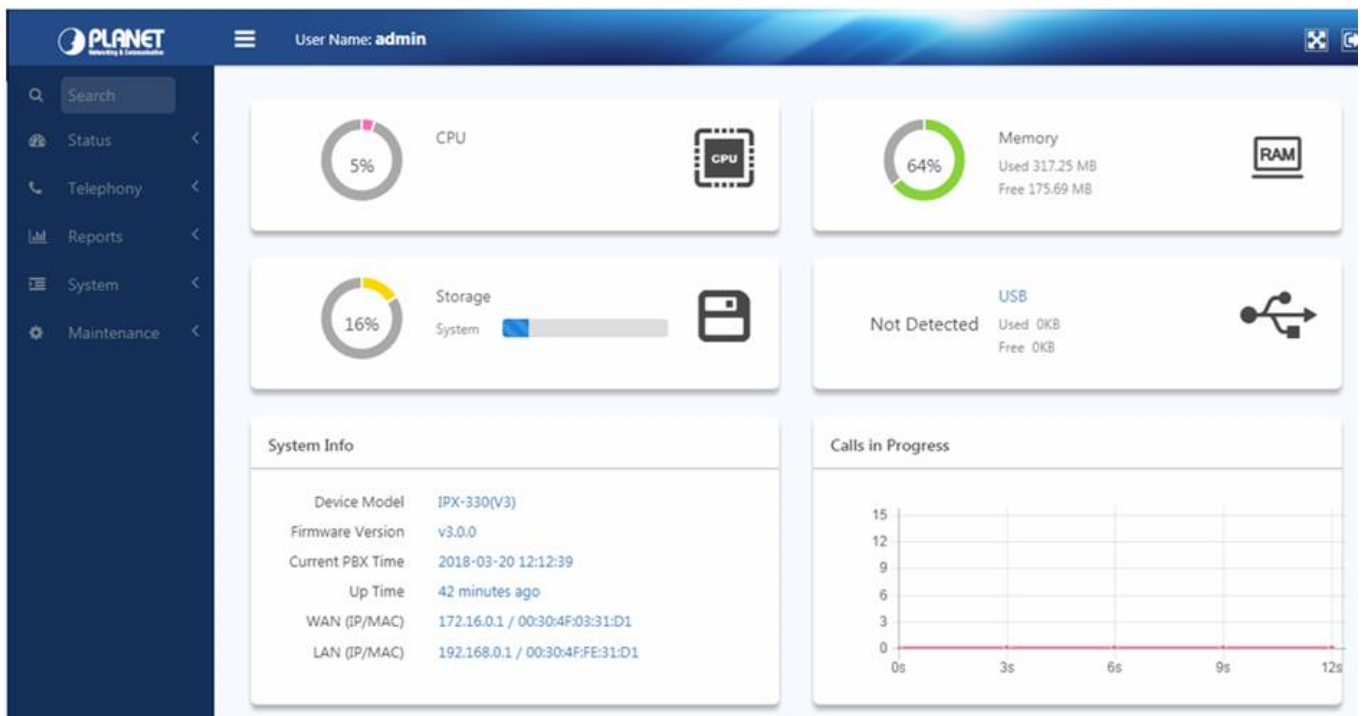 PLANET
Networking & Communication
User Name: admin
Search
Status
Telephony
Reports
System
Maintenance
5%
CPU
CPU
64%
Memory
Used 317.25 MB
Free 175.69 MB
RAM
16%
Storage
System
Not Detected
USB
Used 0KB
Free 0KB
System Info
Device Model IPX-330(V3)
Firmware Version v3.0.0
Current PBX Time 2018-03-20 12:12:39
Up Time 42 minutes ago
WAN (IP/MAC) 172.16.0.1 / 00:30:4F:03:31:D1
LAN (IP/MAC) 192.168.0.1 / 00:30:4F:FE:31:D1
Calls in Progress
15
12
9
6
3
0
0s 3s 6s 9s 12s